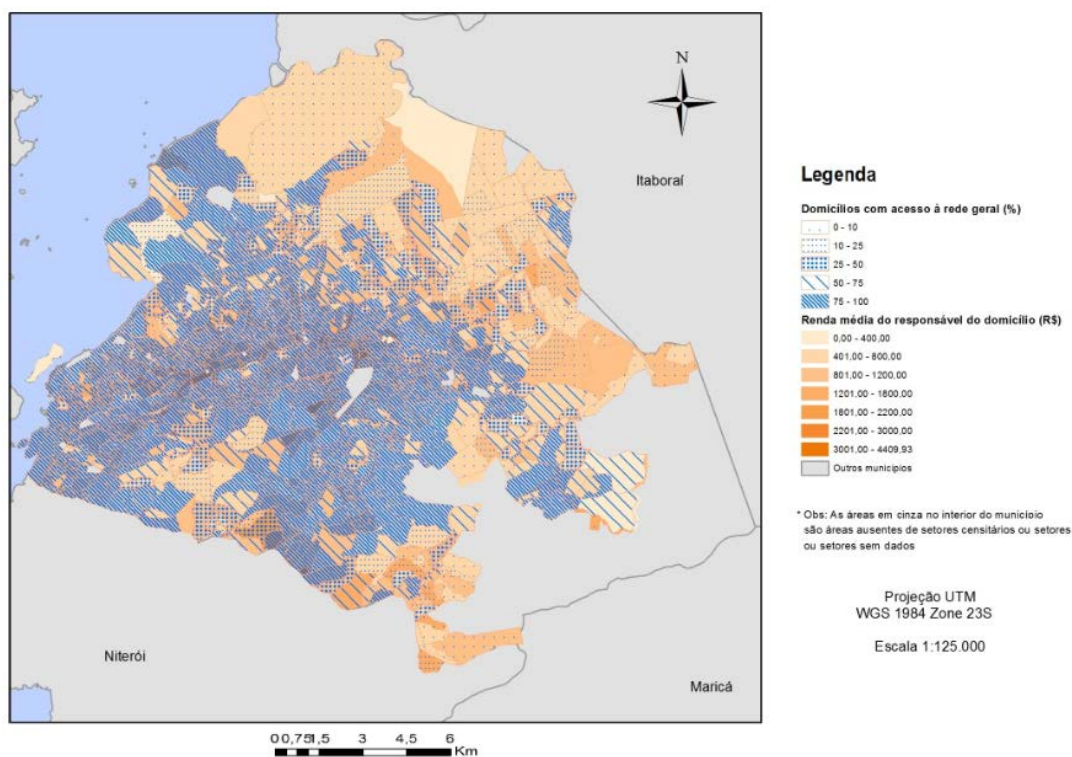 N
Itaboraí
Niterói
Maricá
0 0,75 1,5 3 4,5 6
Km
Legenda
Domicílios com acesso à rede geral (%)
0 - 10
10 - 25
25 - 50
50 - 75
75 - 100
Renda média do responsável do domicílio (R$)
0,00 - 400,00
401,00 - 800,00
801,00 - 1200,00
1201,00 - 1800,00
1801,00 - 2200,00
2201,00 - 3000,00
3001,00 - 4409,93
Outros municípios
* Obs: As áreas em cinza no interior do município
são áreas ausentes de setores censitários ou setores
ou setores sem dados
Projeção UTM
WGS 1984 Zone 23S
Escala 1:125.000